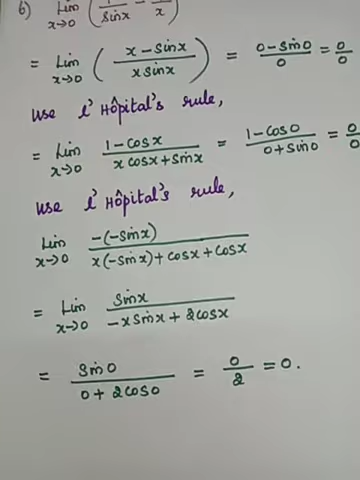 b) Lim x→0 (1/sinx - 1/x)
= Lim x→0 (x - sinx / x sinx) = 0 - sin0 / 0 = 0/0
use l' Hôpital's rule,
= Lim x→0 1 - cosx / x cosx + sinx = 1 - cos0 / 0 + sin0 = 0/0
use l' Hôpital's rule,
Lim x→0 -(-sinx) / x(-sinx) + cosx + cosx
= Lim x→0 sinx / -x sinx + 2cosx
= sin0 / 0 + 2cos0 = 0/2 = 0.